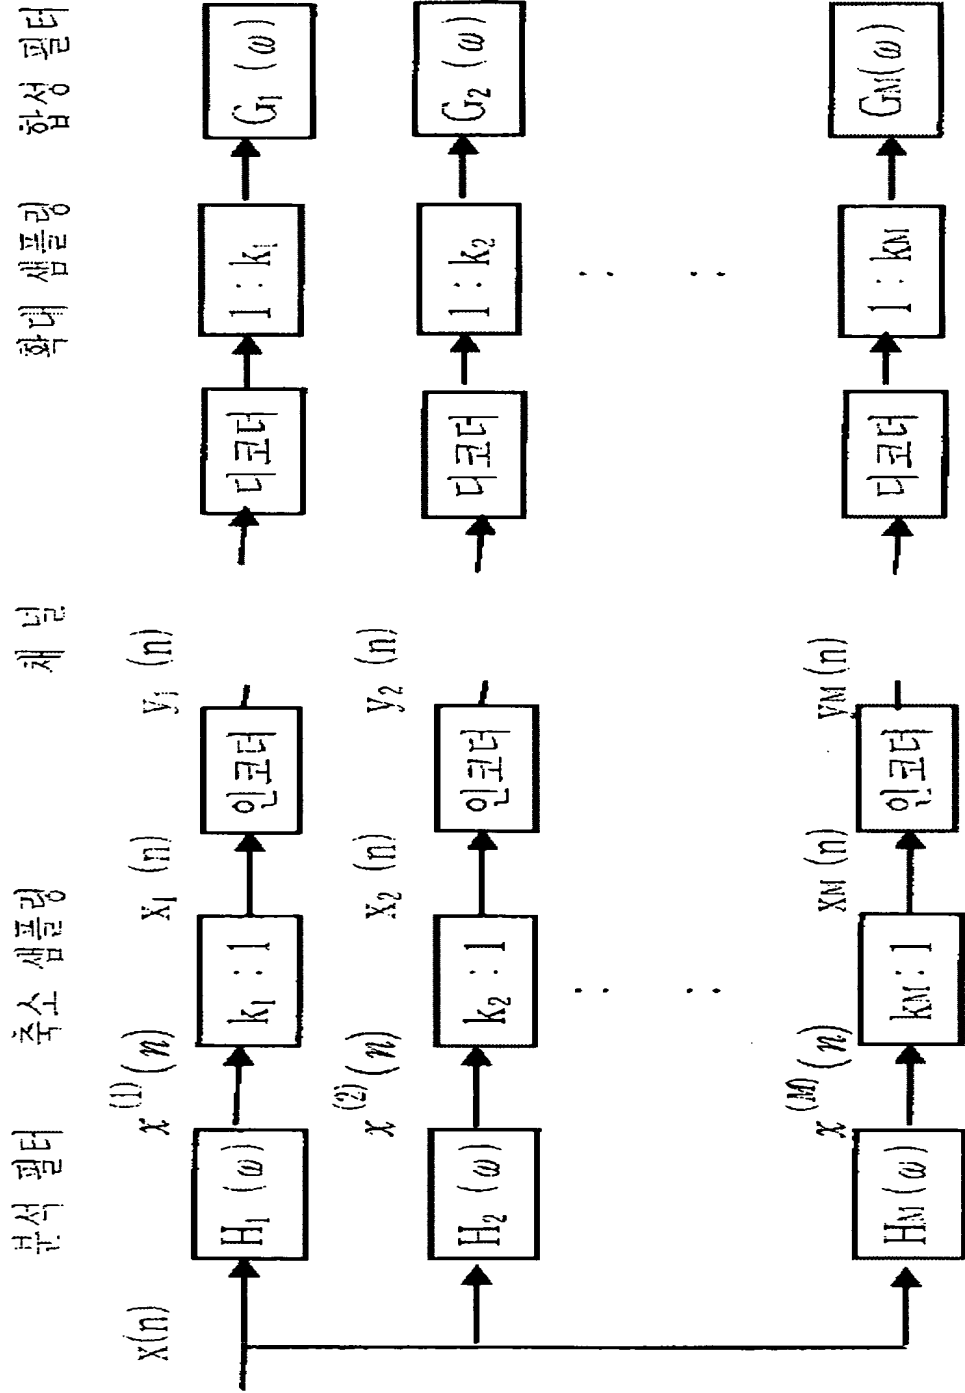 분석 필터 축소 샘플링 채 널 확대 샘플링 합성 필터
x(n)
H₁ (ω)
x⁽¹⁾(n)
k₁ : 1
x₁ (n)
인코더
y₁ (n)
디코더
1 : k₁
G₁ (ω)
H₂ (ω)
x⁽²⁾(n)
k₂ : 1
x₂ (n)
인코더
y₂ (n)
디코더
1 : k₂
G₂ (ω)
HM (ω)
x⁽ᴹ⁾(n)
kM : 1
xM (n)
인코더
yM (n)
디코더
1 : kM
GM(ω)